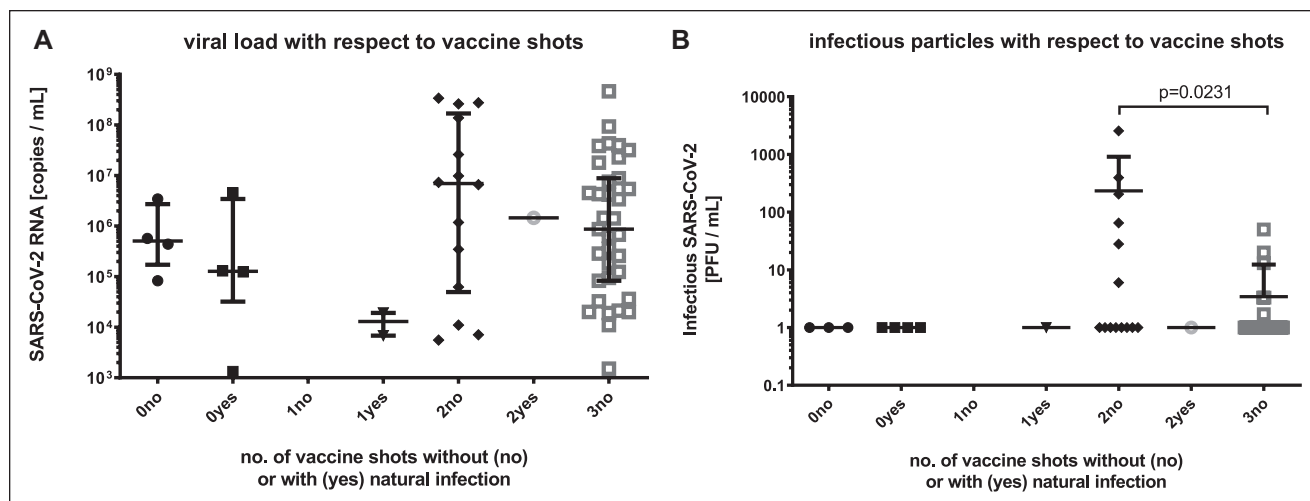 A
viral load with respect to vaccine shots
SARS-CoV-2 RNA [copies / mL]
10⁹
10⁸
10⁷
10⁶
10⁵
10⁴
10³
0no
0yes
1no
1yes
2no
2yes
3no
no. of vaccine shots without (no)
or with (yes) natural infection
B
infectious particles with respect to vaccine shots
p=0.0231
Infectious SARS-CoV-2
[PFU / mL]
10000
1000
100
10
1
0.1
0no
0yes
1no
1yes
2no
2yes
3no
no. of vaccine shots without (no)
or with (yes) natural infection